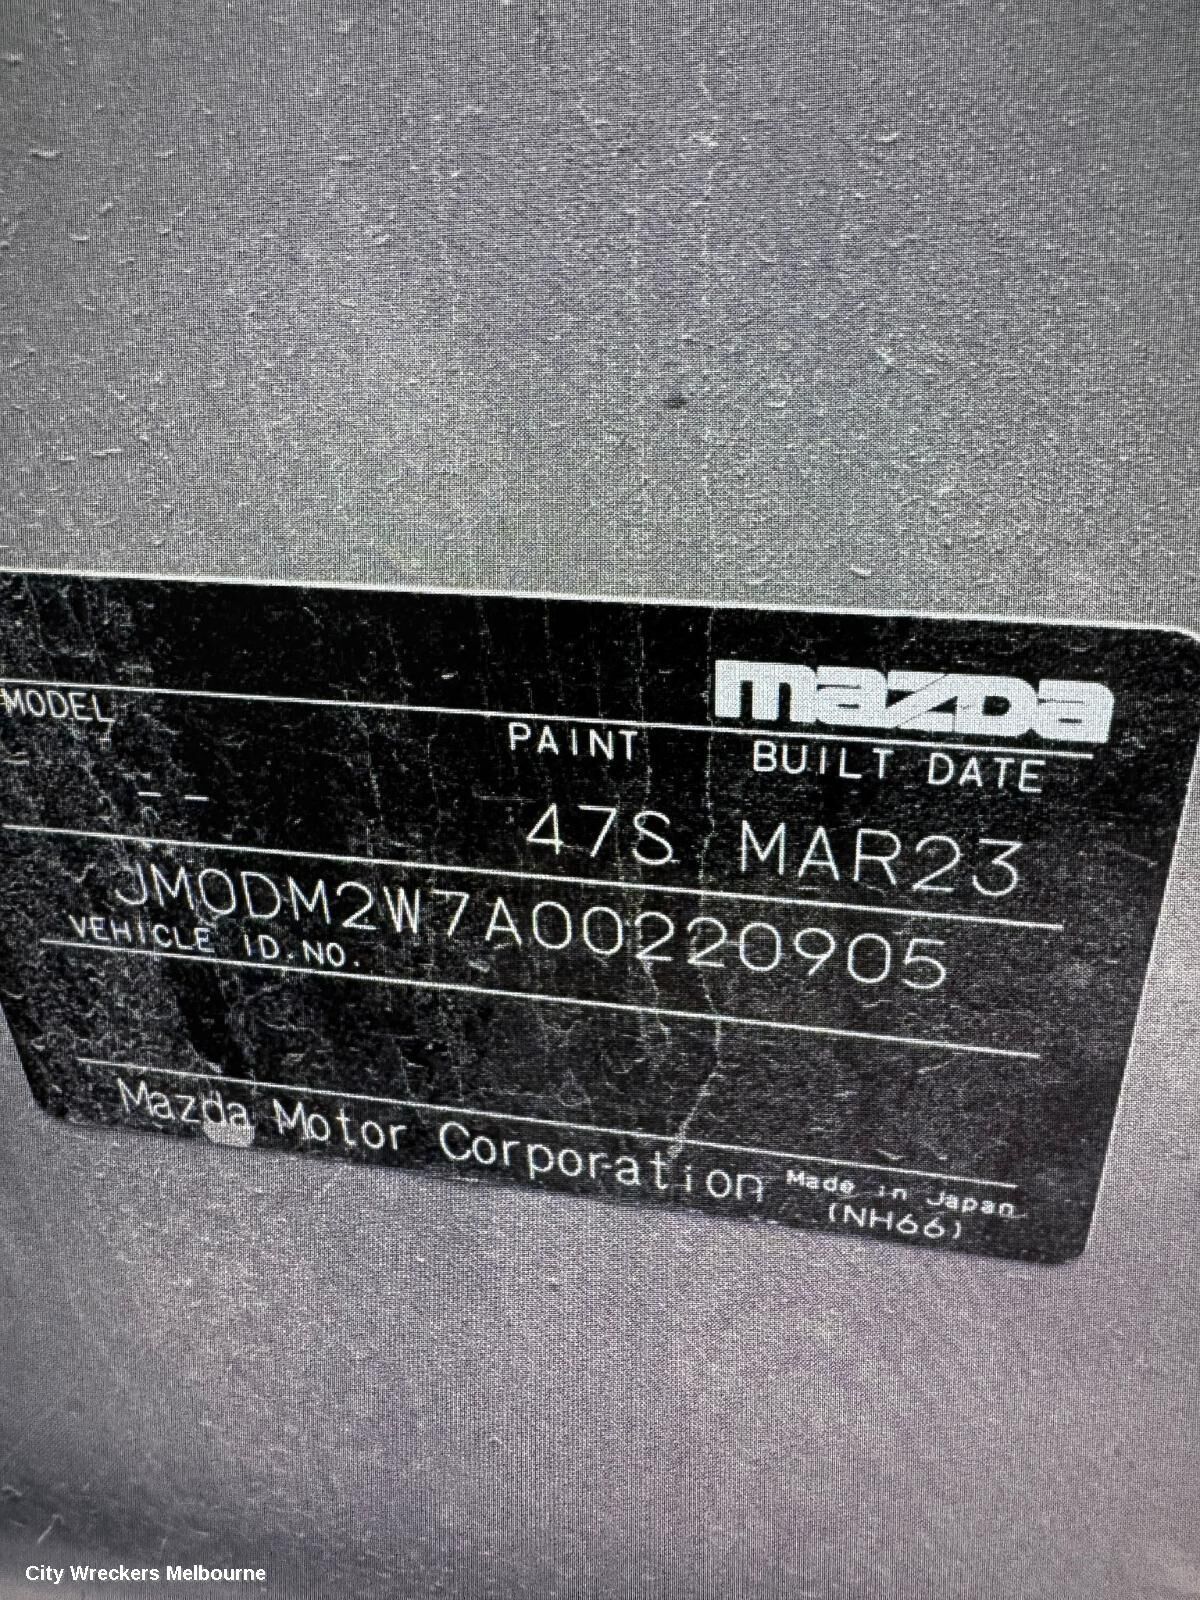 mazda
MODEL PAINT BUILT DATE
-- 47S MAR23
JM0DM2W7A00220905
VEHICLE ID.NO.
Mazda Motor Corporation Made in Japan
(NH66)
City Wreckers Melbourne